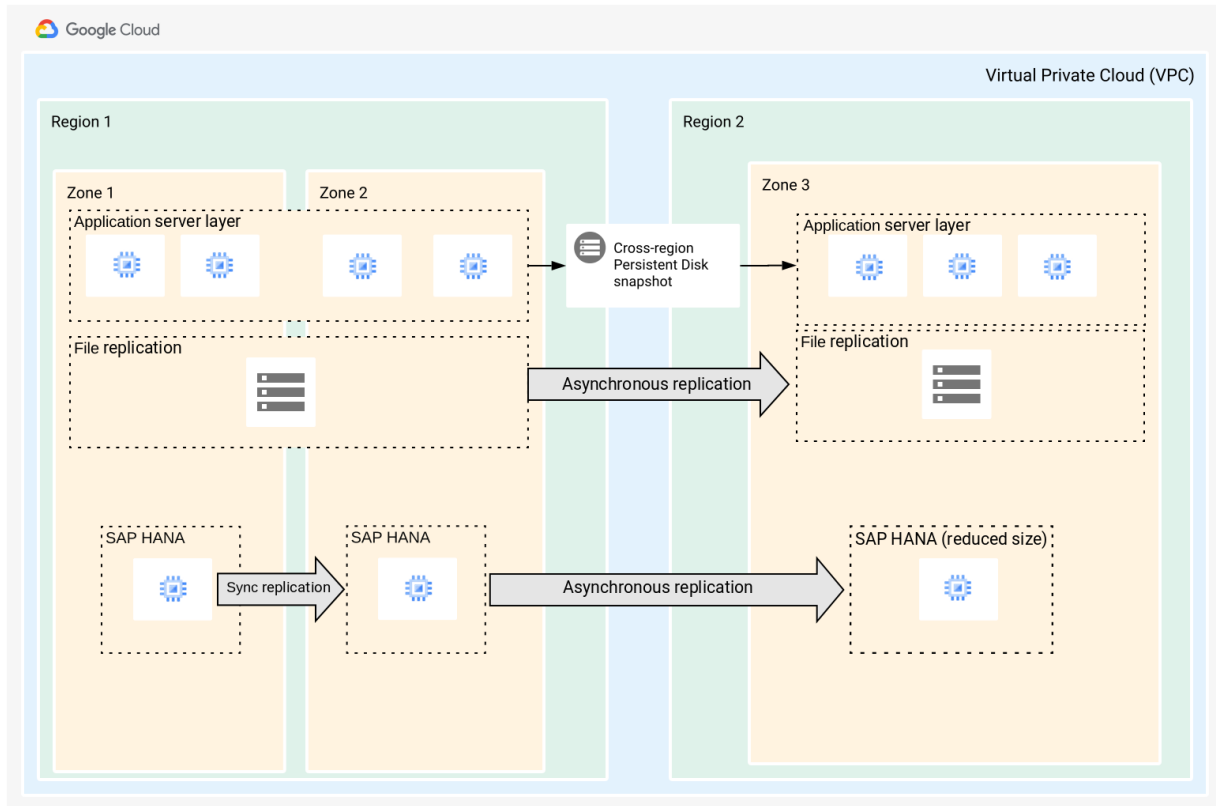 Google Cloud
Virtual Private Cloud (VPC)
Region 1
Region 2
Zone 1
Zone 2
Zone 3
Application server layer
Application server layer
Cross-region
Persistent Disk
snapshot
File replication
File replication
Asynchronous replication
SAP HANA
SAP HANA
SAP HANA (reduced size)
Sync replication
Asynchronous replication